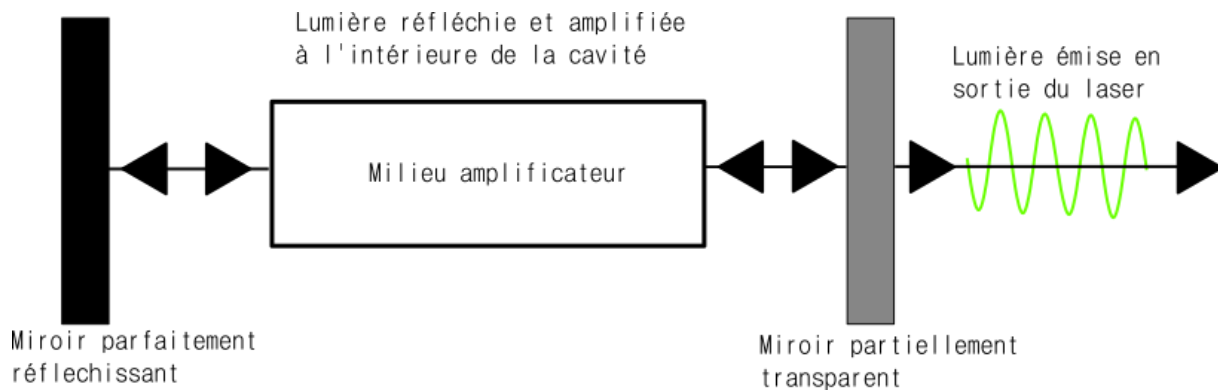 Lumière réfléchie et amplifiée
à l'intérieure de la cavité
Lumière émise en
sortie du laser
Milieu amplificateur
Miroir parfaitement
réflechissant
Miroir partiellement
transparent